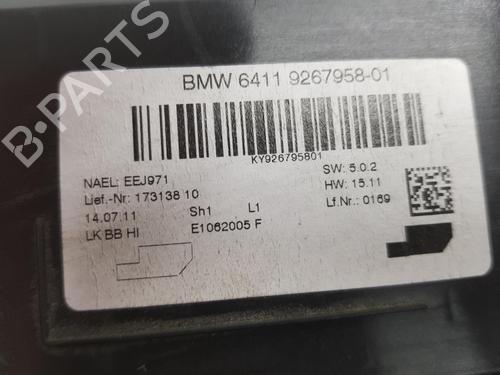 BMW 6411 9267958-01
KY926795801
NAEL: EEJ971
SW: 5.0.2
Lief.-Nr: 173138 10
HW: 15.11
14.07.11 Sh1 L1
Lf.Nr.: 0169
LK BB HI E1062005 F
B-PARTS